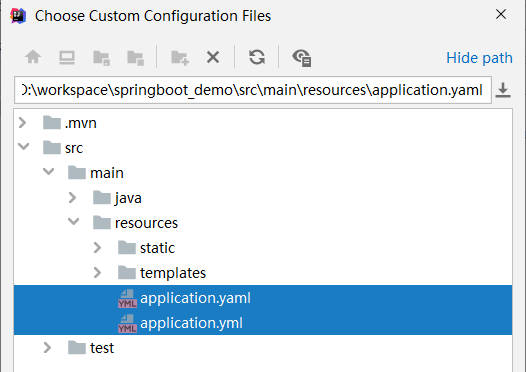 Choose Custom Configuration Files
Hide path
D:\workspace\springboot_demo\src\main\resources\application.yaml
.mvn
src
main
java
resources
static
templates
YML application.yaml
YML application.yml
test